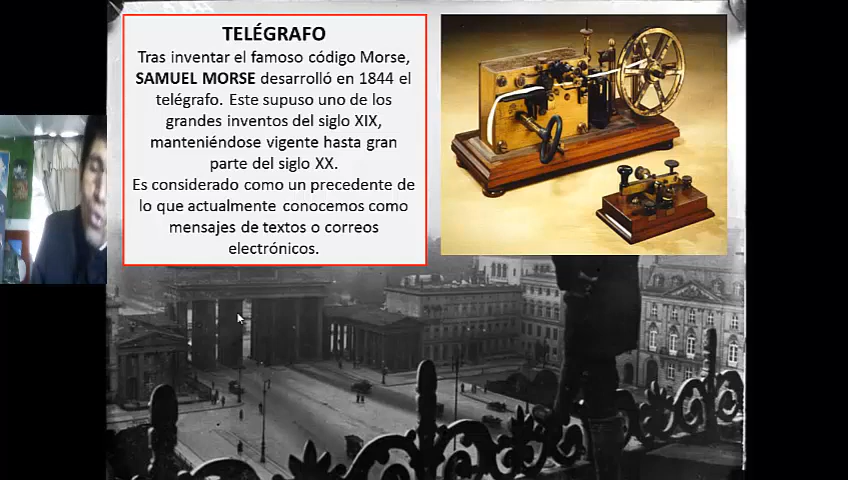 TELÉGRAFO
Tras inventar el famoso código Morse,
SAMUEL MORSE desarrolló en 1844 el
telégrafo. Este supuso uno de los
grandes inventos del siglo XIX,
manteniéndose vigente hasta gran
parte del siglo XX.
Es considerado como un precedente de
lo que actualmente conocemos como
mensajes de textos o correos
electrónicos.